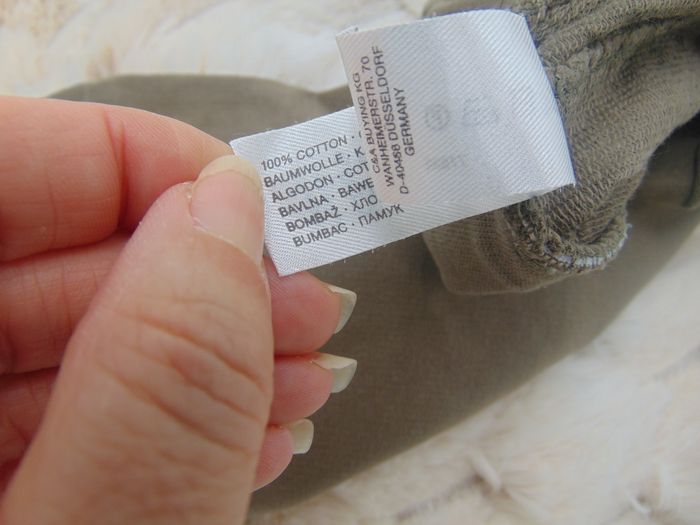 100% COTTON ·
BAUMWOLLE · K
ALGODON · COT
BAVLNA · BAWE
BOMBAŽ · ХЛО
BUMBAC · ПАМУК
C&A BUYING KG
WANHEIMERSTR. 70
D-40468 DÜSSELDORF
GERMANY